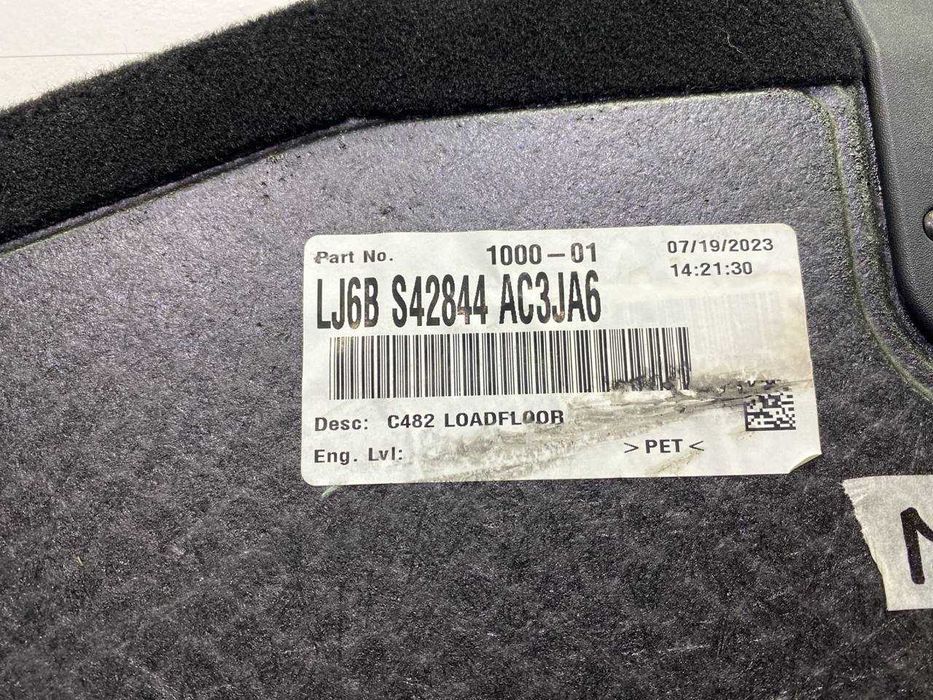 Part No. 1000-01 07/19/2023
14:21:30
LJ6B S42844 AC3JA6
Desc: C482 LOADFLOOR
Eng. Lvl: >PET<